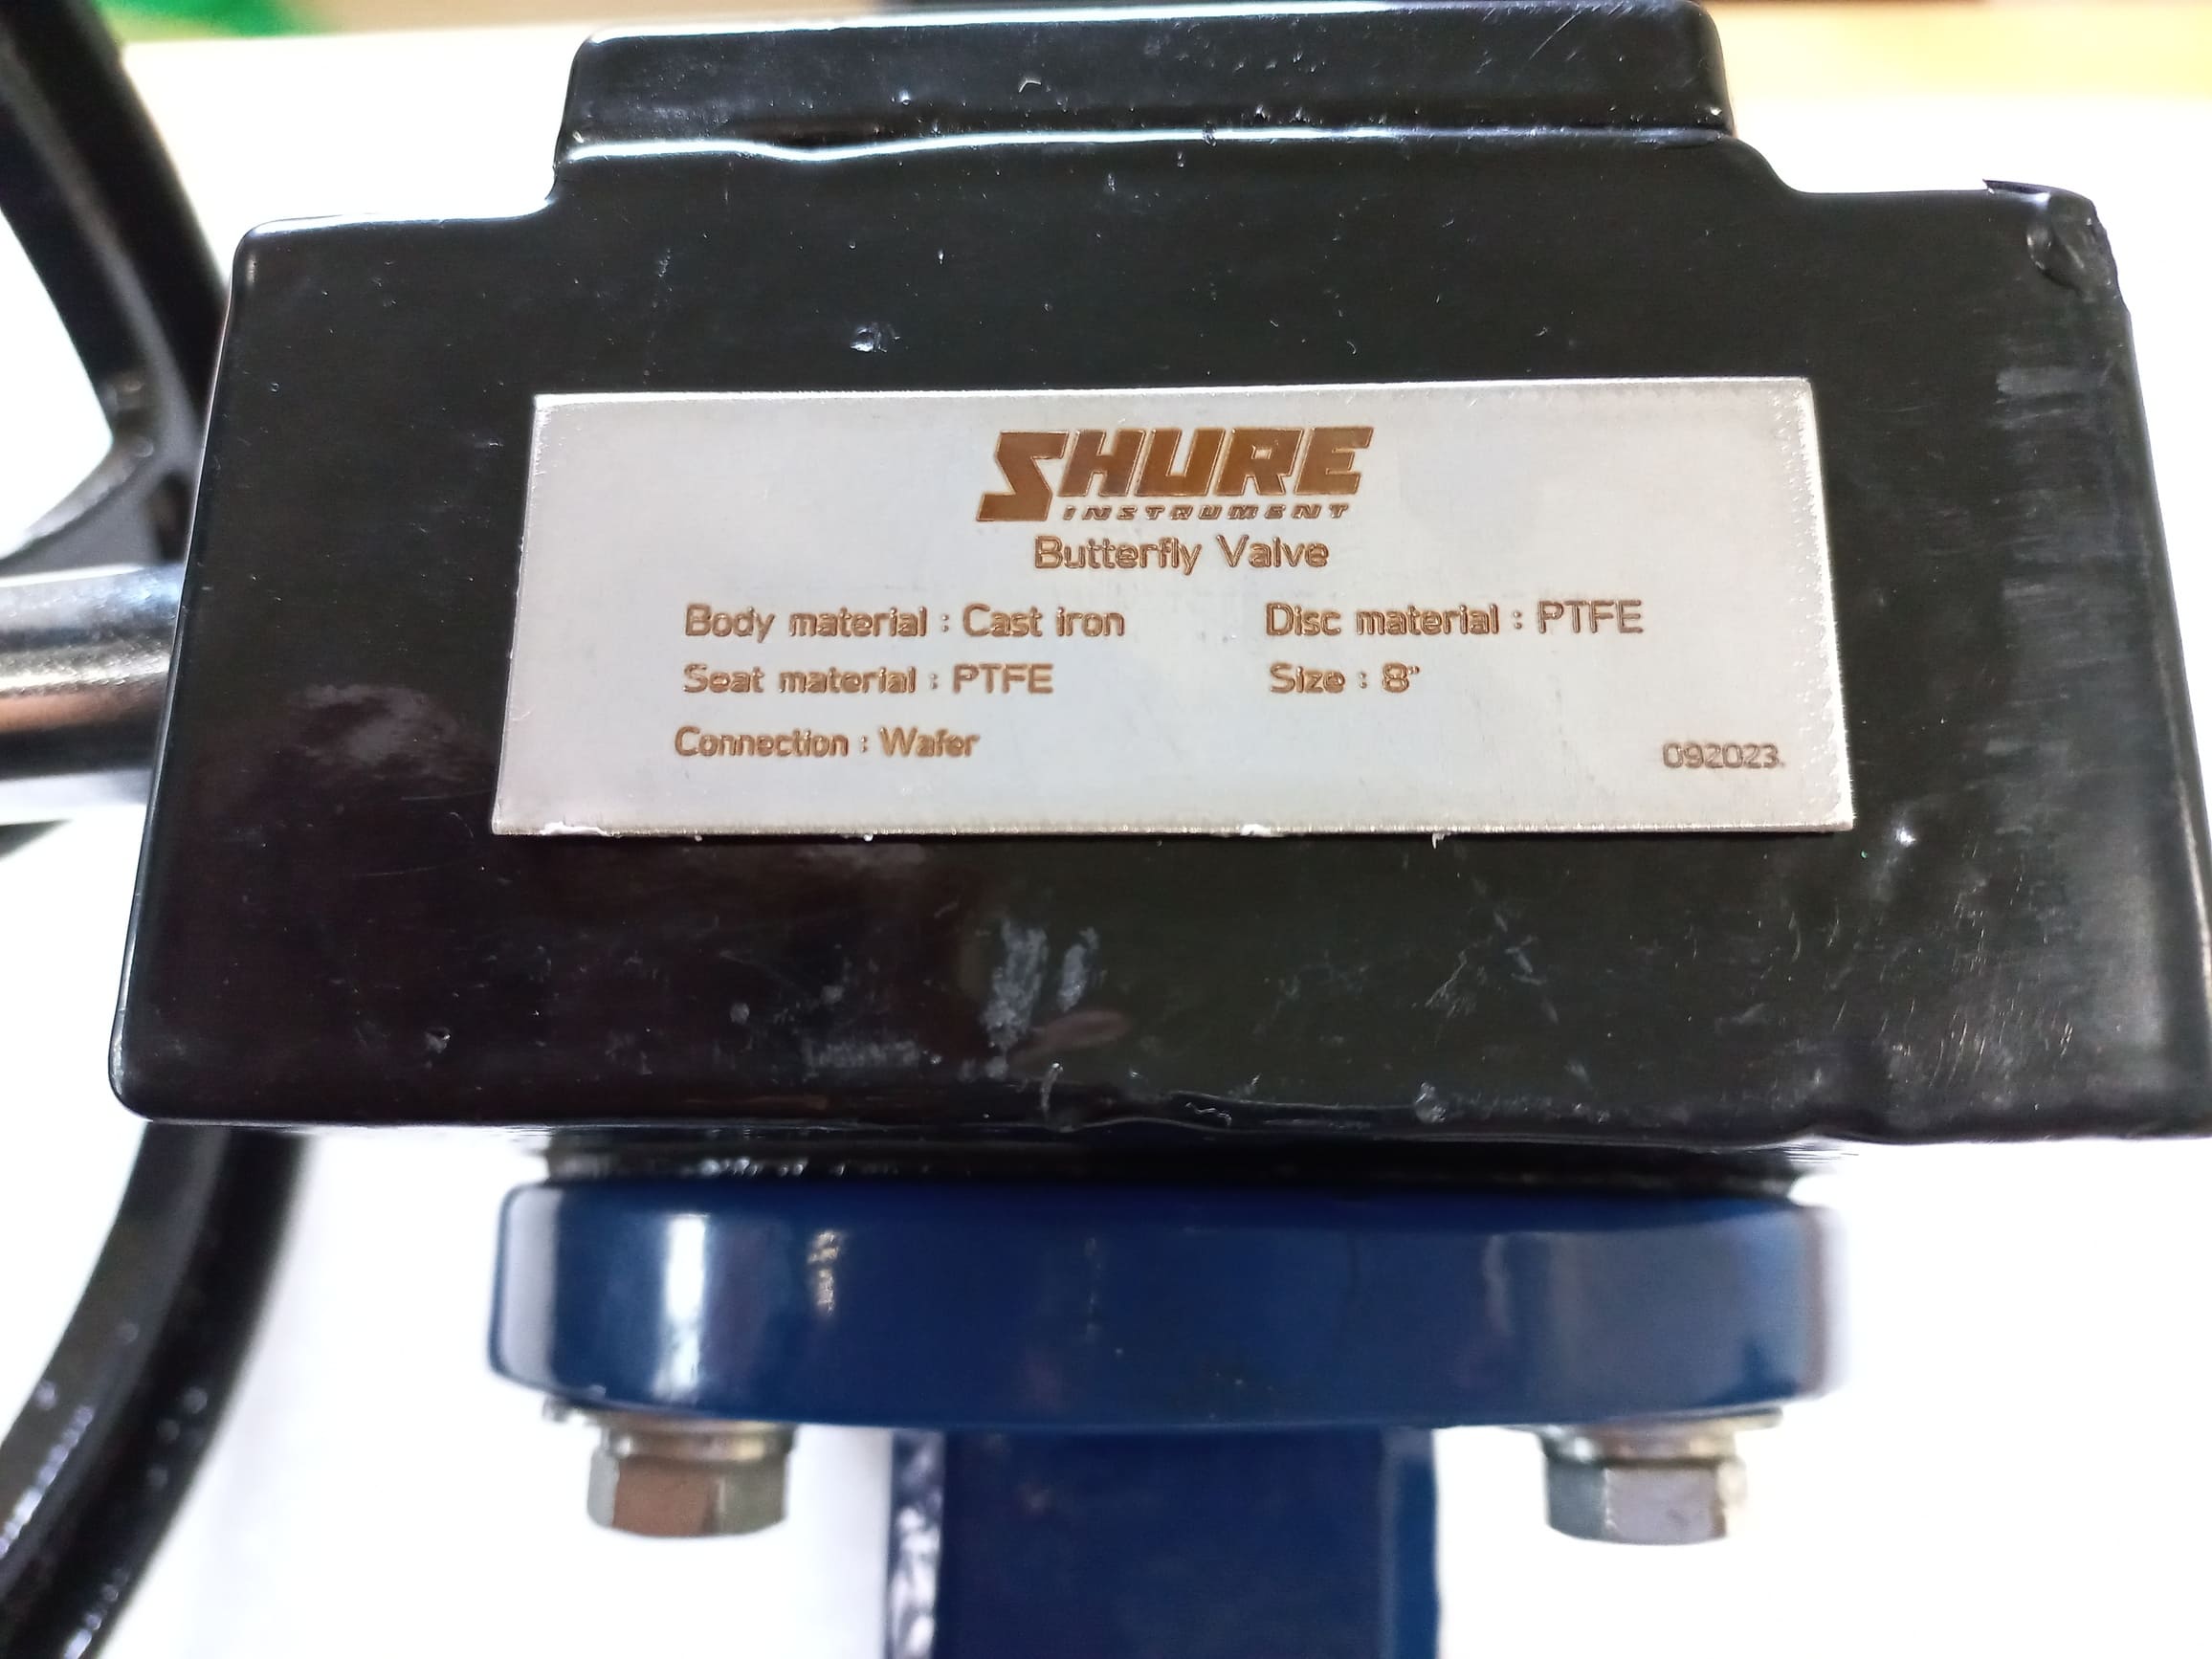 SHURE
INSTRUMENT
Butterfly Valve
Body material : Cast iron
Disc material : PTFE
Seat material : PTFE
Size : 8"
Connection : Wafer
092023.